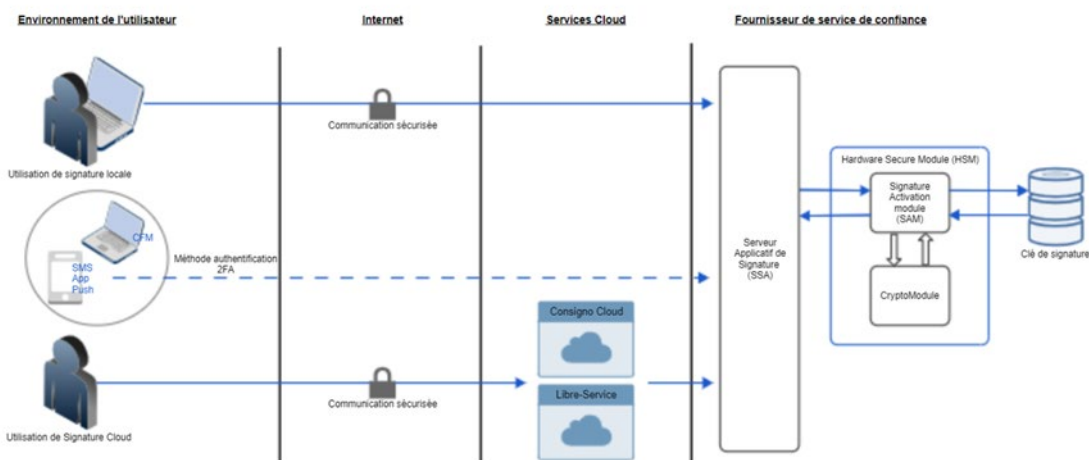 Environnement de l'utilisateur
Internet
Services Cloud
Fournisseur de service de confiance
Communication sécurisée
Utilisation de signature locale
Hardware Secure Module (HSM)
Signature
Activation
module
(SAM)
Clé de signature
CFM
SMS
App
Push
Méthode authentification
2FA
Serveur
Applicatif de
Signature
(SSA)
CryptoModule
Consigno Cloud
Libre-Service
Communication sécurisée
Utilisation de Signature Cloud